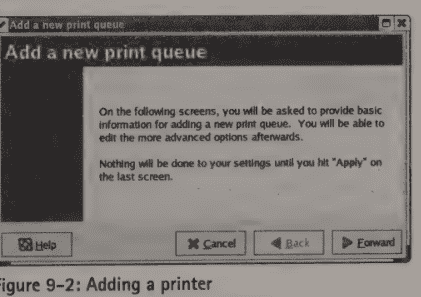 Add a new print queue
Add a new print queue
On the following screens, you will be asked to provide basic
information for adding a new print queue. You will be able to
edit the more advanced options afterwards.
Nothing will be done to your settings until you hit "Apply" on
the last screen.
Help
Cancel
Back
Forward
igure 9-2: Adding a printer